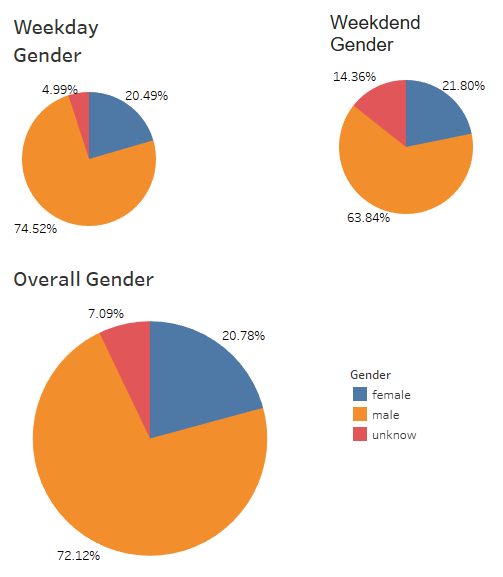 Weekday
Gender
4.99%
20.49%
74.52%
Weekdend
Gender
14.36%
21.80%
63.84%
Overall Gender
7.09%
20.78%
72.12%
Gender
female
male
unknow